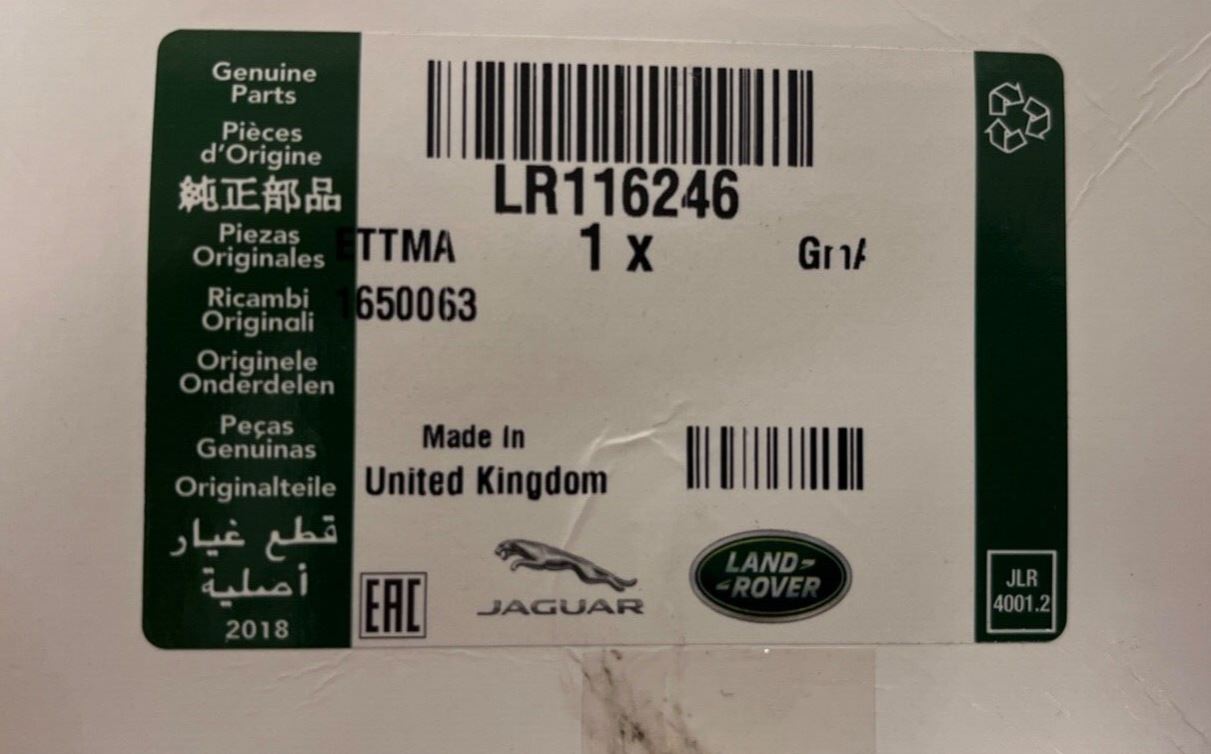 Genuine
Parts
Pièces
d'Origine
純正部品
Piezas
Originales
Ricambi
Originali
Originele
Onderdelen
Peças
Genuinas
Originalteile
قطع غيار
أصلية
2018
LR116246
ETTMA 1 x
1650063
Made In
United Kingdom
EAC
JAGUAR
LAND-
-ROVER
JLR
4001.2